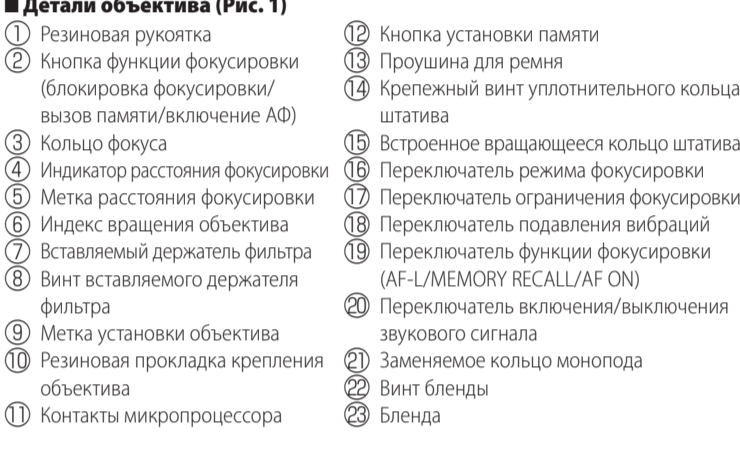 ■ Детали объектива (Рис. 1)
① Резиновая рукоятка
② Кнопка функции фокусировки
(блокировка фокусировки/
вызов памяти/включение АФ)
③ Кольцо фокуса
④ Индикатор расстояния фокусировки
⑤ Метка расстояния фокусировки
⑥ Индекс вращения объектива
⑦ Вставляемый держатель фильтра
⑧ Винт вставляемого держателя
фильтра
⑨ Метка установки объектива
⑩ Резиновая прокладка крепления
объектива
⑪ Контакты микропроцессора
⑫ Кнопка установки памяти
⑬ Проушина для ремня
⑭ Крепежный винт уплотнительного кольца
штатива
⑮ Встроенное вращающееся кольцо штатива
⑯ Переключатель режима фокусировки
⑰ Переключатель ограничения фокусировки
⑱ Переключатель подавления вибраций
⑲ Переключатель функции фокусировки
(AF-L/MEMORY RECALL/AF ON)
⑳ Переключатель включения/выключения
звукового сигнала
㉑ Заменяемое кольцо монопода
㉒ Винт бленды
㉓ Бленда